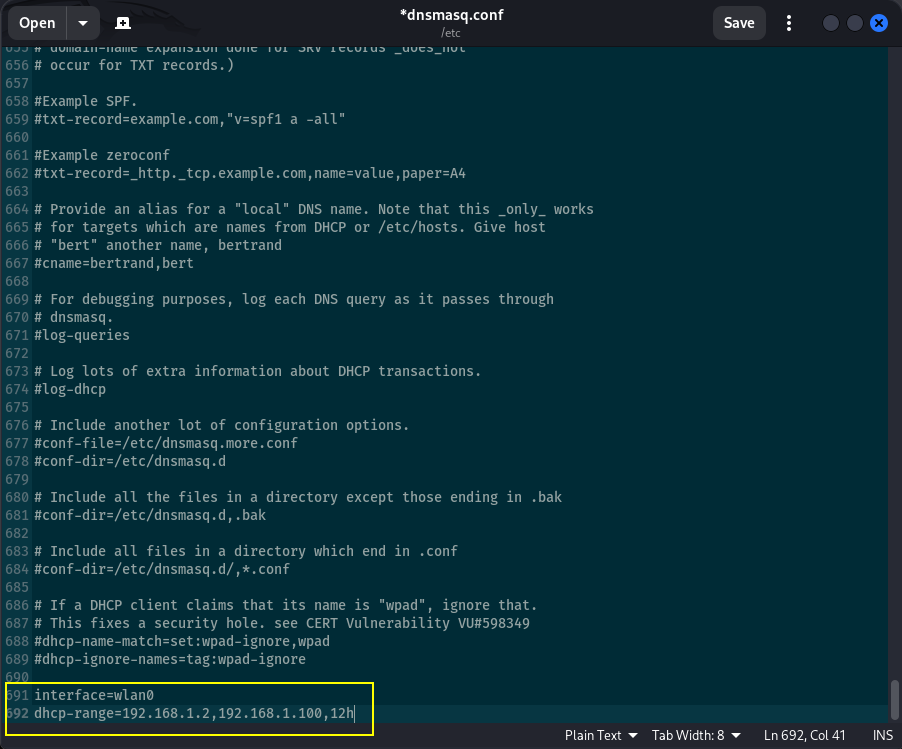 Open
*dnsmasq.conf
/etc
Save
655 # domain-name expansion done for SRV records _does_not
656 # occur for TXT records.)
657
658 #Example SPF.
659 #txt-record=example.com,"v=spf1 a -all"
660
661 #Example zeroconf
662 #txt-record=_http._tcp.example.com,name=value,paper=A4
663
664 # Provide an alias for a "local" DNS name. Note that this _only_ works
665 # for targets which are names from DHCP or /etc/hosts. Give host
666 # "bert" another name, bertrand
667 #cname=bertrand,bert
668
669 # For debugging purposes, log each DNS query as it passes through
670 # dnsmasq.
671 #log-queries
672
673 # Log lots of extra information about DHCP transactions.
674 #log-dhcp
675
676 # Include another lot of configuration options.
677 #conf-file=/etc/dnsmasq.more.conf
678 #conf-dir=/etc/dnsmasq.d
679
680 # Include all the files in a directory except those ending in .bak
681 #conf-dir=/etc/dnsmasq.d,.bak
682
683 # Include all files in a directory which end in .conf
684 #conf-dir=/etc/dnsmasq.d/,*.conf
685
686 # If a DHCP client claims that its name is "wpad", ignore that.
687 # This fixes a security hole. see CERT Vulnerability VU#598349
688 #dhcp-name-match=set:wpad-ignore,wpad
689 #dhcp-ignore-names=tag:wpad-ignore
690
691 interface=wlan0
692 dhcp-range=192.168.1.2,192.168.1.100,12h
Plain Text Tab Width: 8 Ln 692, Col 41 INS